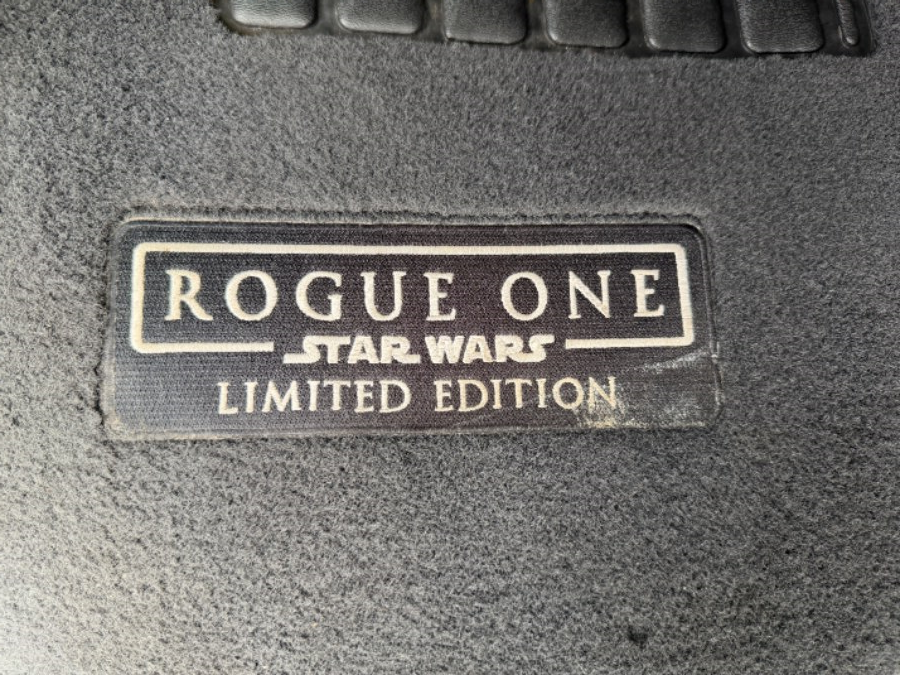 ROGUE ONE
STAR WARS
LIMITED EDITION